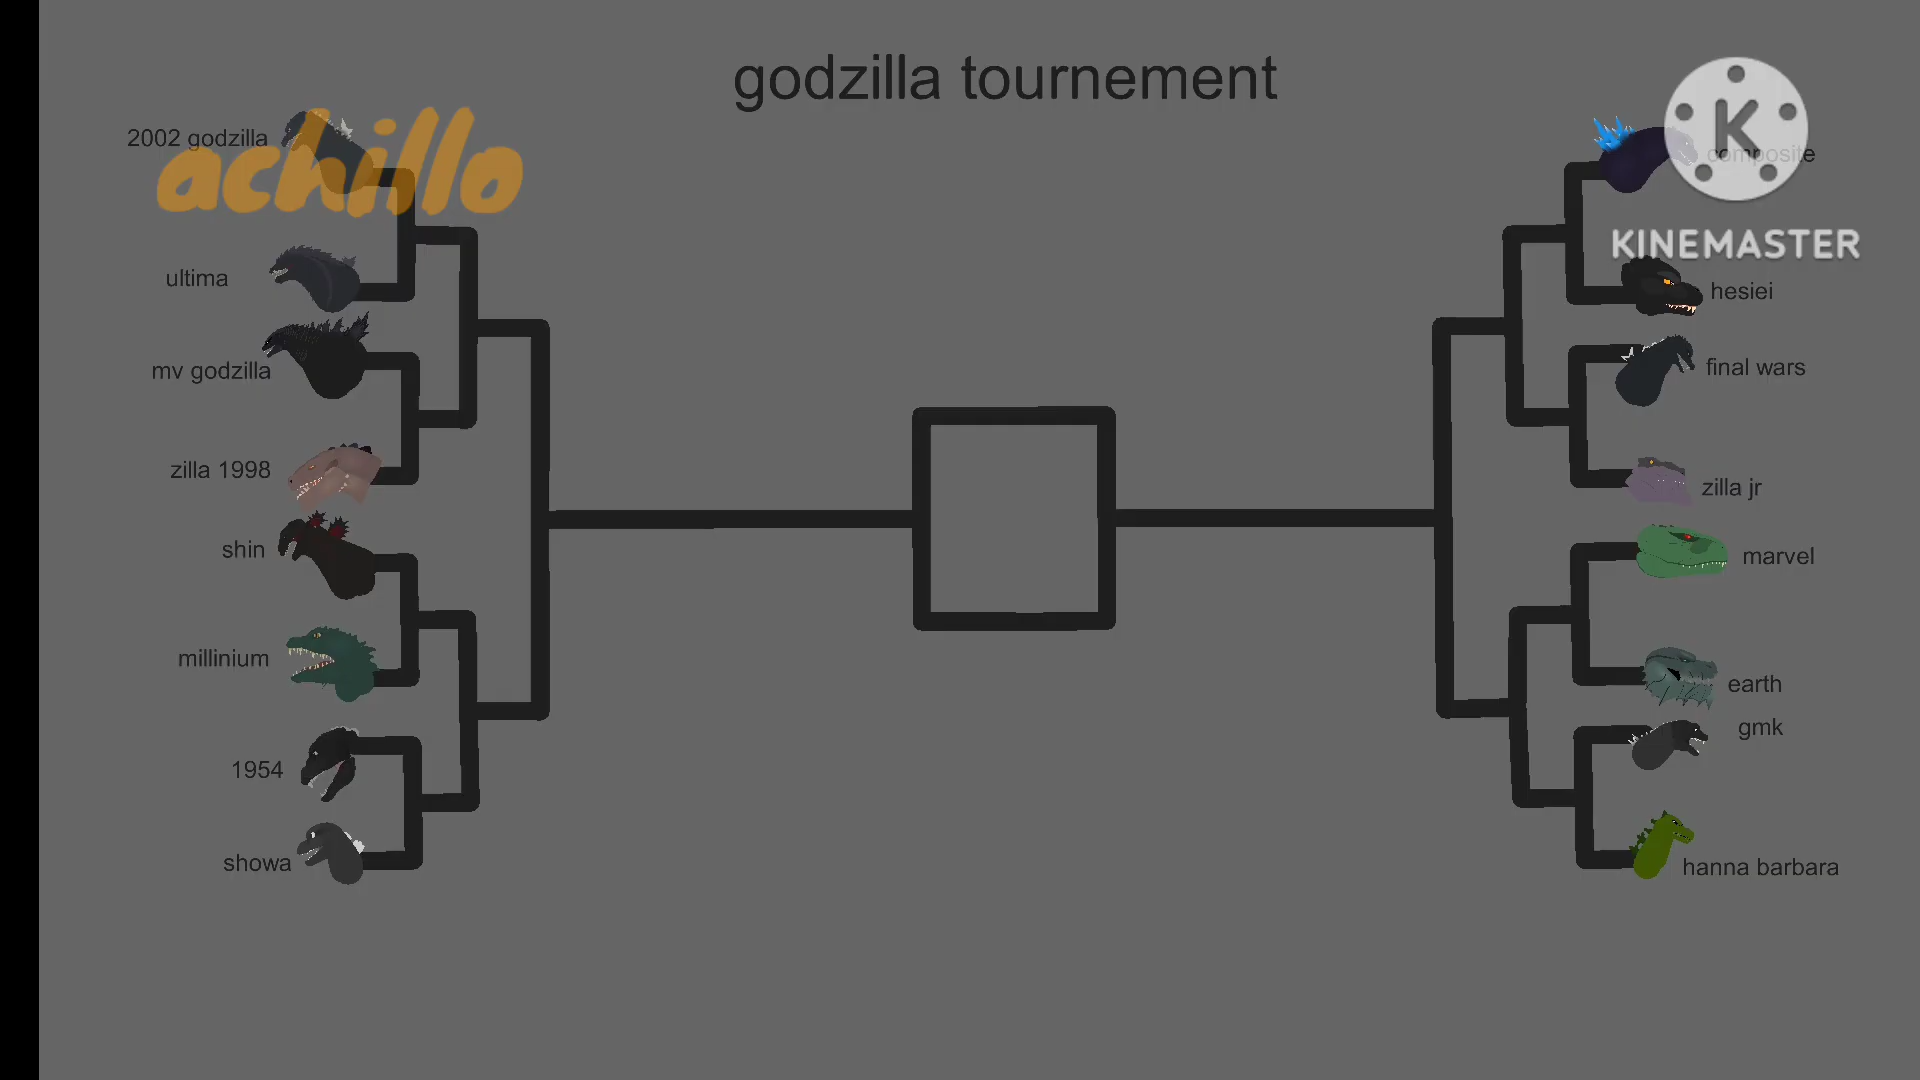 godzilla tournement
achillo
2002 godzilla
ultima
mv godzilla
zilla 1998
shin
millinium
1954
showa
K
KINEMASTER
composite
hesiei
final wars
zilla jr
marvel
earth
gmk
hanna barbara